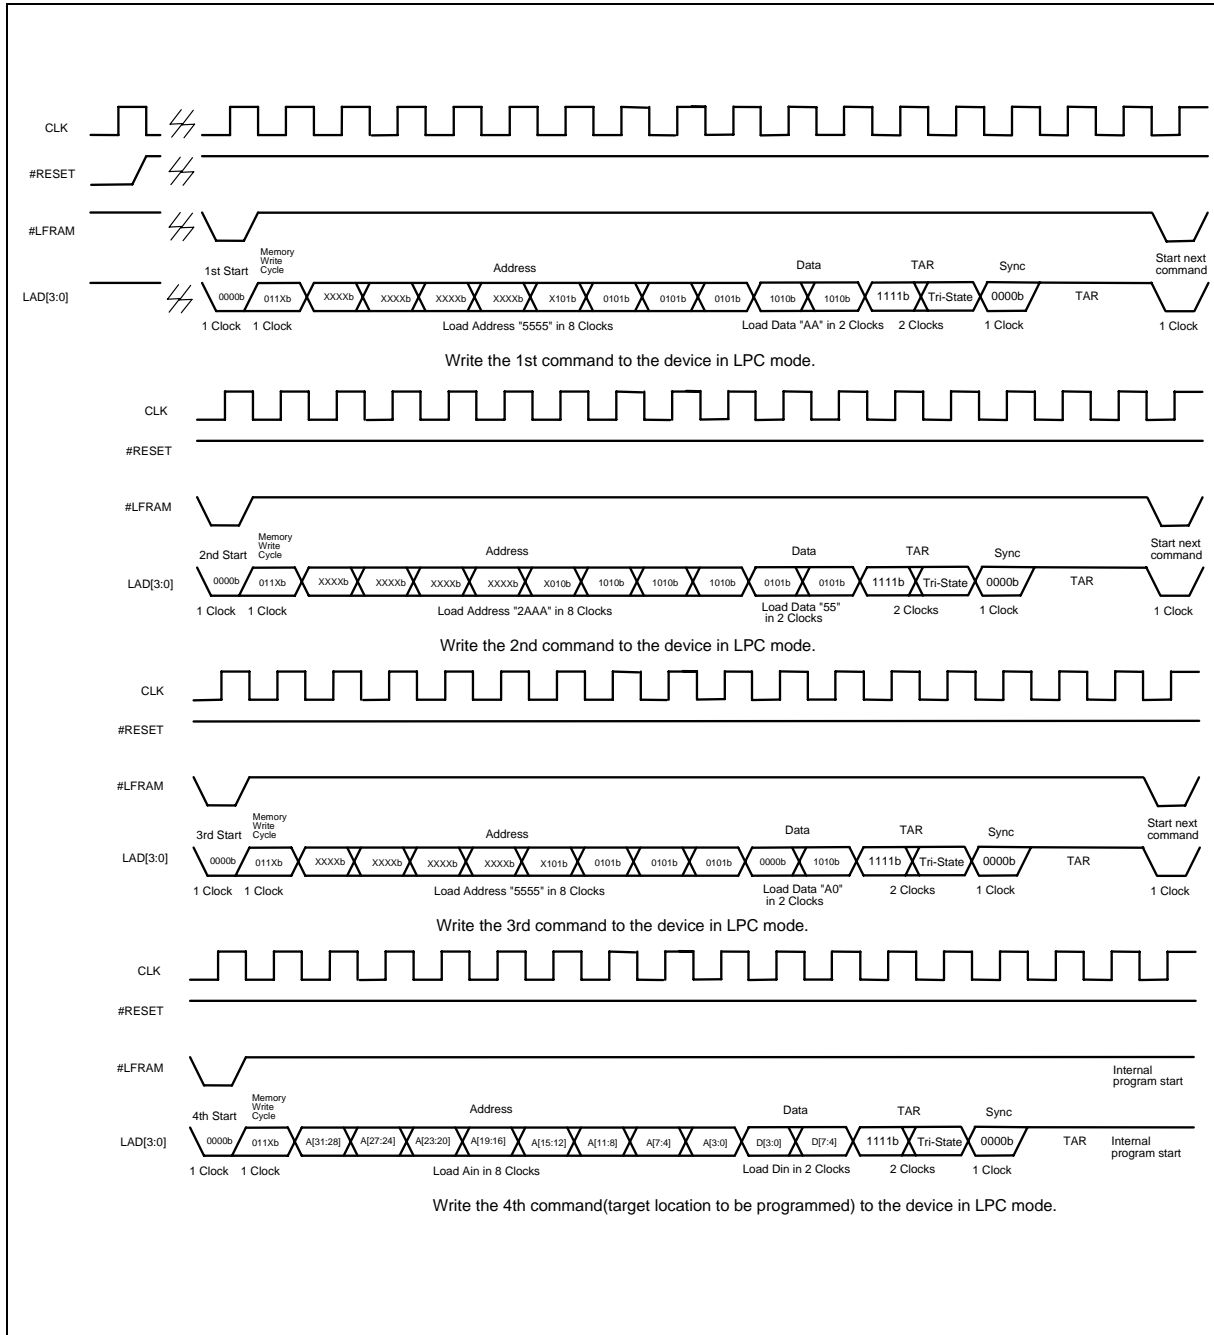 CLK
#RESET
#LFRAM
Memory
Write
Cycle
1st Start
Address
Data
TAR
Sync
Start next
command
LAD[3:0]
0000b 011Xb XXXXb XXXXb XXXXb XXXXb X101b 0101b 0101b 0101b 1010b 1010b 1111b Tri-State 0000b TAR
1 Clock 1 Clock Load Address "5555" in 8 Clocks Load Data "AA" in 2 Clocks 2 Clocks 1 Clock 1 Clock
Write the 1st command to the device in LPC mode.
CLK
#RESET
#LFRAM
Memory
Write
Cycle
2nd Start
Address
Data
TAR
Sync
Start next
command
LAD[3:0]
0000b 011Xb XXXXb XXXXb XXXXb XXXXb X010b 1010b 1010b 1010b 0101b 0101b 1111b Tri-State 0000b TAR
1 Clock 1 Clock Load Address "2AAA" in 8 Clocks
Load Data "55"
in 2 Clocks
2 Clocks 1 Clock 1 Clock
Write the 2nd command to the device in LPC mode.
CLK
#RESET
#LFRAM
Memory
Write
Cycle
3rd Start
Address
Data
TAR
Sync
Start next
command
LAD[3:0]
0000b 011Xb XXXXb XXXXb XXXXb XXXXb X101b 0101b 0101b 0101b 0000b 1010b 1111b Tri-State 0000b TAR
1 Clock 1 Clock Load Address "5555" in 8 Clocks
Load Data "A0"
in 2 Clocks
2 Clocks 1 Clock 1 Clock
Write the 3rd command to the device in LPC mode.
CLK
#RESET
#LFRAM
Internal
program start
Memory
Write
Cycle
4th Start
Address
Data
TAR
Sync
LAD[3:0]
0000b 011Xb A[31:28] A[27:24] A[23:20] A[19:16] A[15:12] A[11:8] A[7:4] A[3:0] D[3:0] D[7:4] 1111b Tri-State 0000b TAR
Internal
program start
1 Clock 1 Clock Load Ain in 8 Clocks Load Din in 2 Clocks 2 Clocks 1 Clock
Write the 4th command(target location to be programmed) to the device in LPC mode.